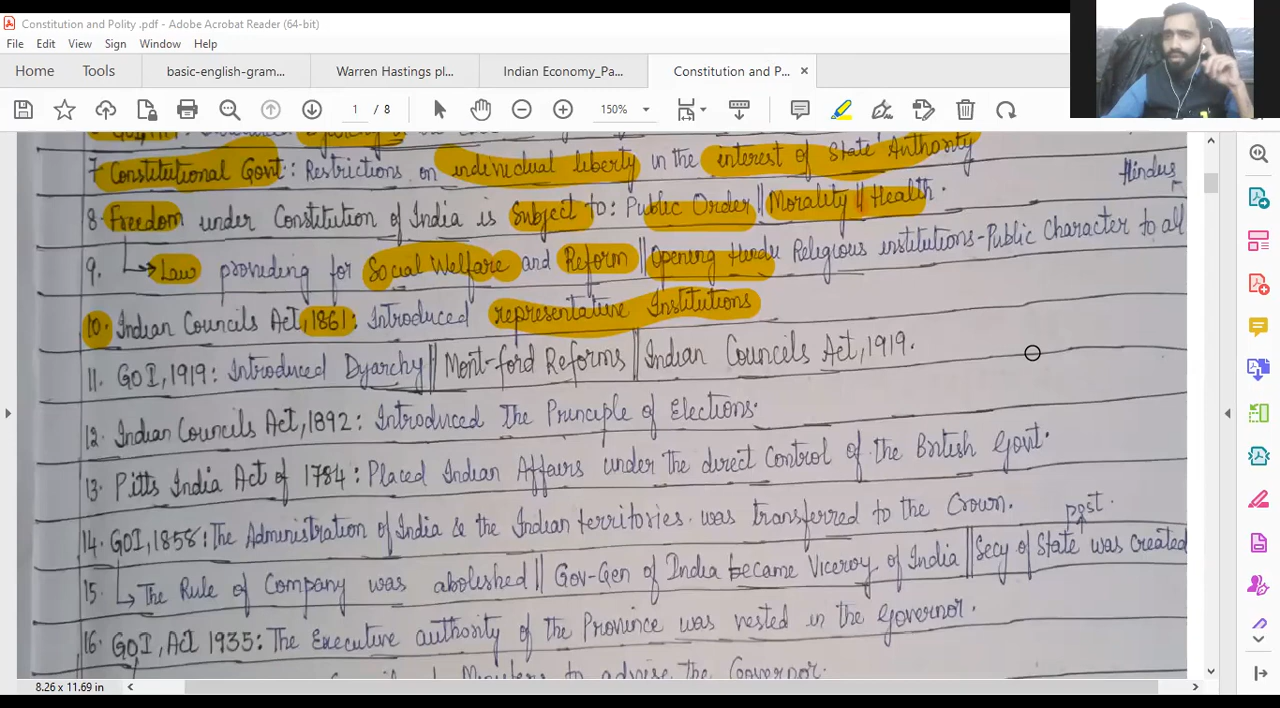 Constitution and Polity .pdf - Adobe Acrobat Reader (64-bit)
File Edit View Sign Window Help
Home Tools basic-english-gram... Warren Hastings pl... Indian Economy_Pa... Constitution and P... ×
1 / 8 150%
7 Constitutional Govt: Restrictions on individual liberty in the interest of State Authority
Hindus
8. Freedom under Constitution of India is Subject to: Public Order || Morality || Health.
9. Law providing for Social Welfare and Reform || Opening Hindu Religious institutions-Public Character to all
10. Indian Councils Act, 1861: Introduced representative Institutions
11. GOI, 1919: Introduced Dyarchy || Mont-ford Reforms || Indian Councels Act, 1919.
12. Indian Councils Act, 1892: Introduced the Principle of Elections.
13. Pitts India Act of 1784: Placed Indian Affairs under the direct Control of the British Govt.
14. GOI, 1858: The Administration of India & the Indian territories was transferred to the Crown.
post.
15. The Rule of Company was abolished || Gov-Gen of India became Viceroy of India || Secy of State was created
16. GOI, Act 1935: The Executive authority of the Province was vested in the Governor.
Ministers to advise the Governor.
8.26 x 11.69 in